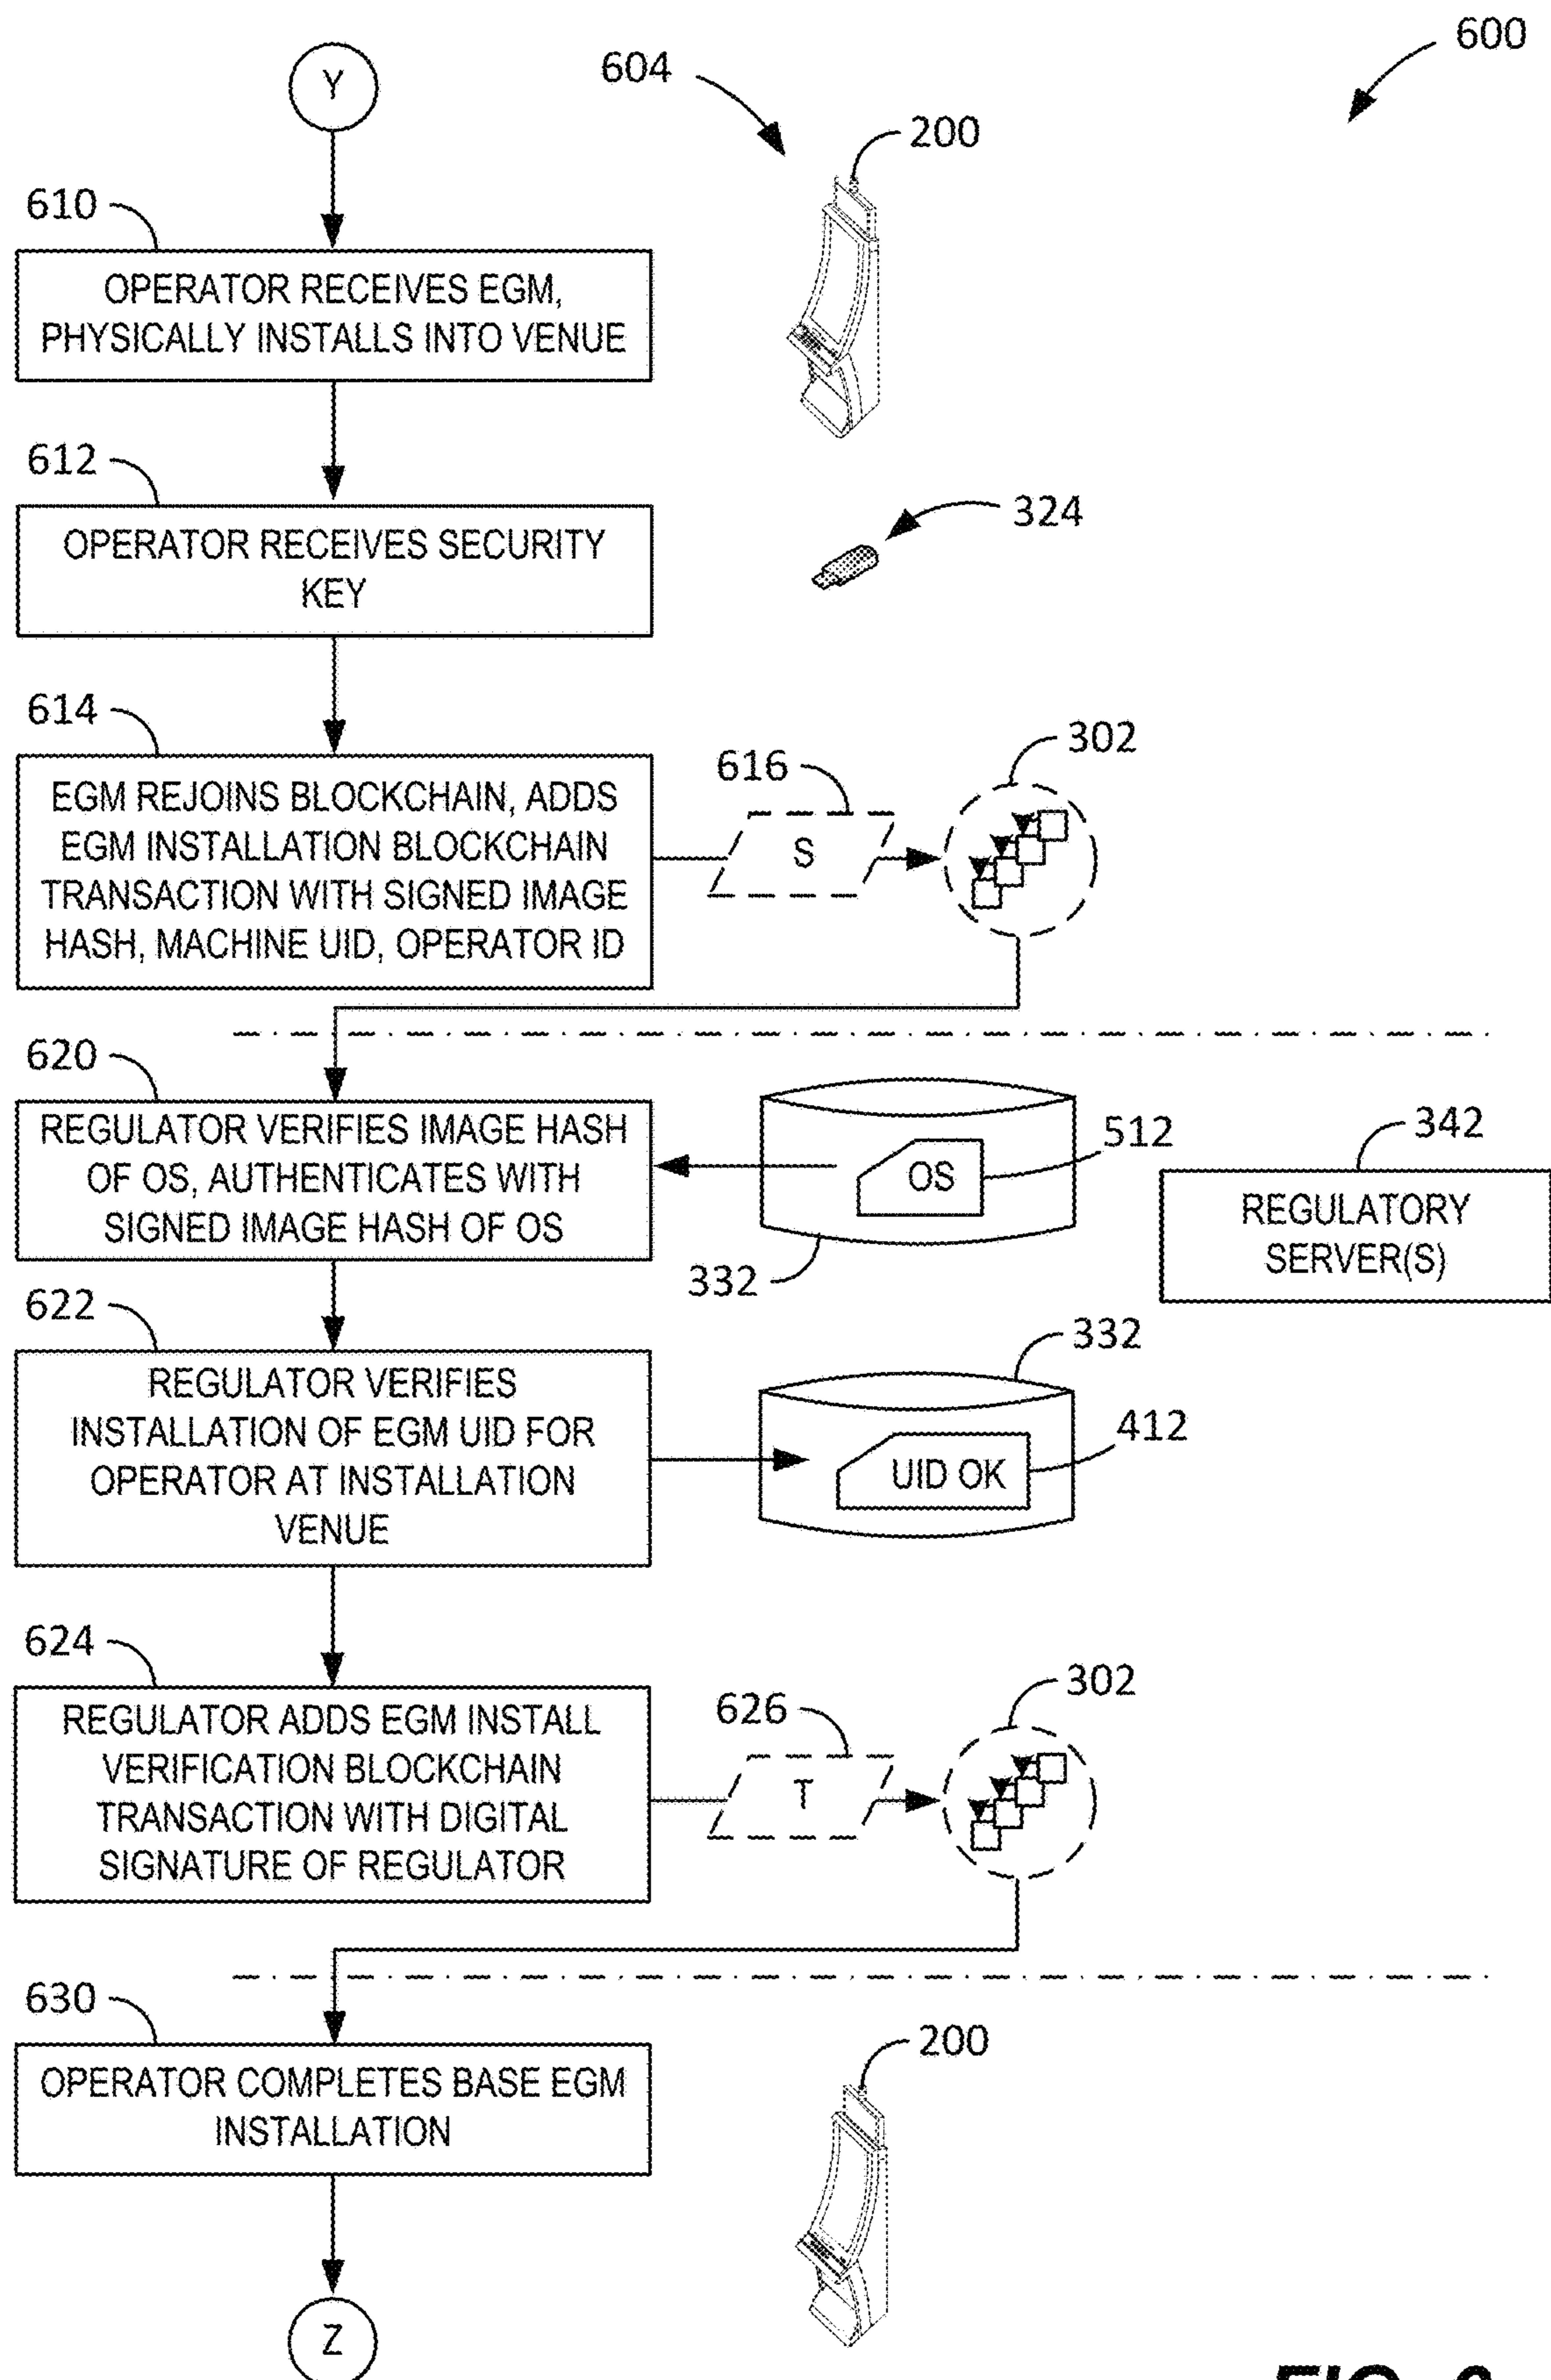 600
604
Y
200
610
OPERATOR RECEIVES EGM,
PHYSICALLY INSTALLS INTO VENUE
612
324
OPERATOR RECEIVES SECURITY
KEY
614
302
616
EGM REJOINS BLOCKCHAIN, ADDS
EGM INSTALLATION BLOCKCHAIN
TRANSACTION WITH SIGNED IMAGE
HASH, MACHINE UID, OPERATOR ID
S
620
512
342
REGULATOR VERIFIES IMAGE HASH
OF OS, AUTHENTICATES WITH
SIGNED IMAGE HASH OF OS
OS
REGULATORY
SERVER(S)
332
622
332
REGULATOR VERIFIES
INSTALLATION OF EGM UID FOR
OPERATOR AT INSTALLATION
VENUE
412
UID OK
624
302
626
REGULATOR ADDS EGM INSTALL
VERIFICATION BLOCKCHAIN
TRANSACTION WITH DIGITAL
SIGNATURE OF REGULATOR
T
630
200
OPERATOR COMPLETES BASE EGM
INSTALLATION
Z